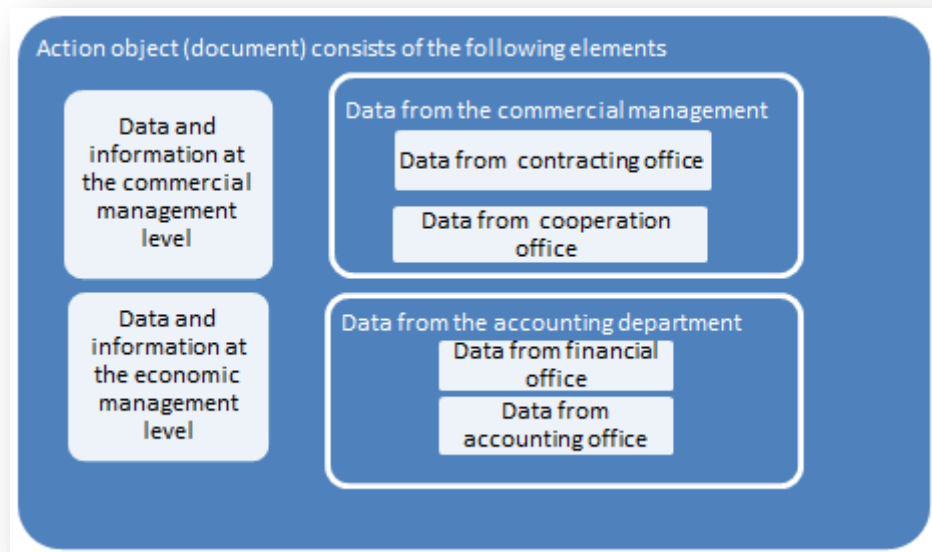 Action object (document) consists of the following elements
Data and
information at
the commercial
management
level
Data from the commercial management
Data from contracting office
Data from cooperation
office
Data and
information at
the economic
management
level
Data from the accounting department
Data from financial
office
Data from
accounting office